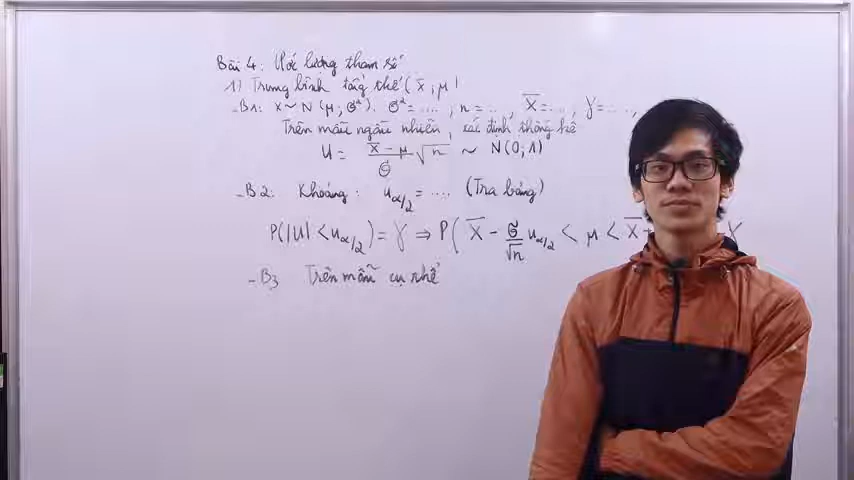 Bài 4: Ước lượng tham số
1) Trung bình tổng thể ( x̄, μ )
- B1: X ~ N(μ; σ²). σ² = ...., n = .., X̄ = ..., γ = ....,
Trên mẫu ngẫu nhiên, xác định thống kê
U = (X̄ - μ)/σ √n ~ N(0; 1)
- B2: Khoảng: u_α/2 = .... (Tra bảng)
P(|U| < u_α/2) = γ ⇒ P( X̄ - σ/√n u_α/2 < μ < X̄ + γ
- B3 Trên mẫu cụ thể